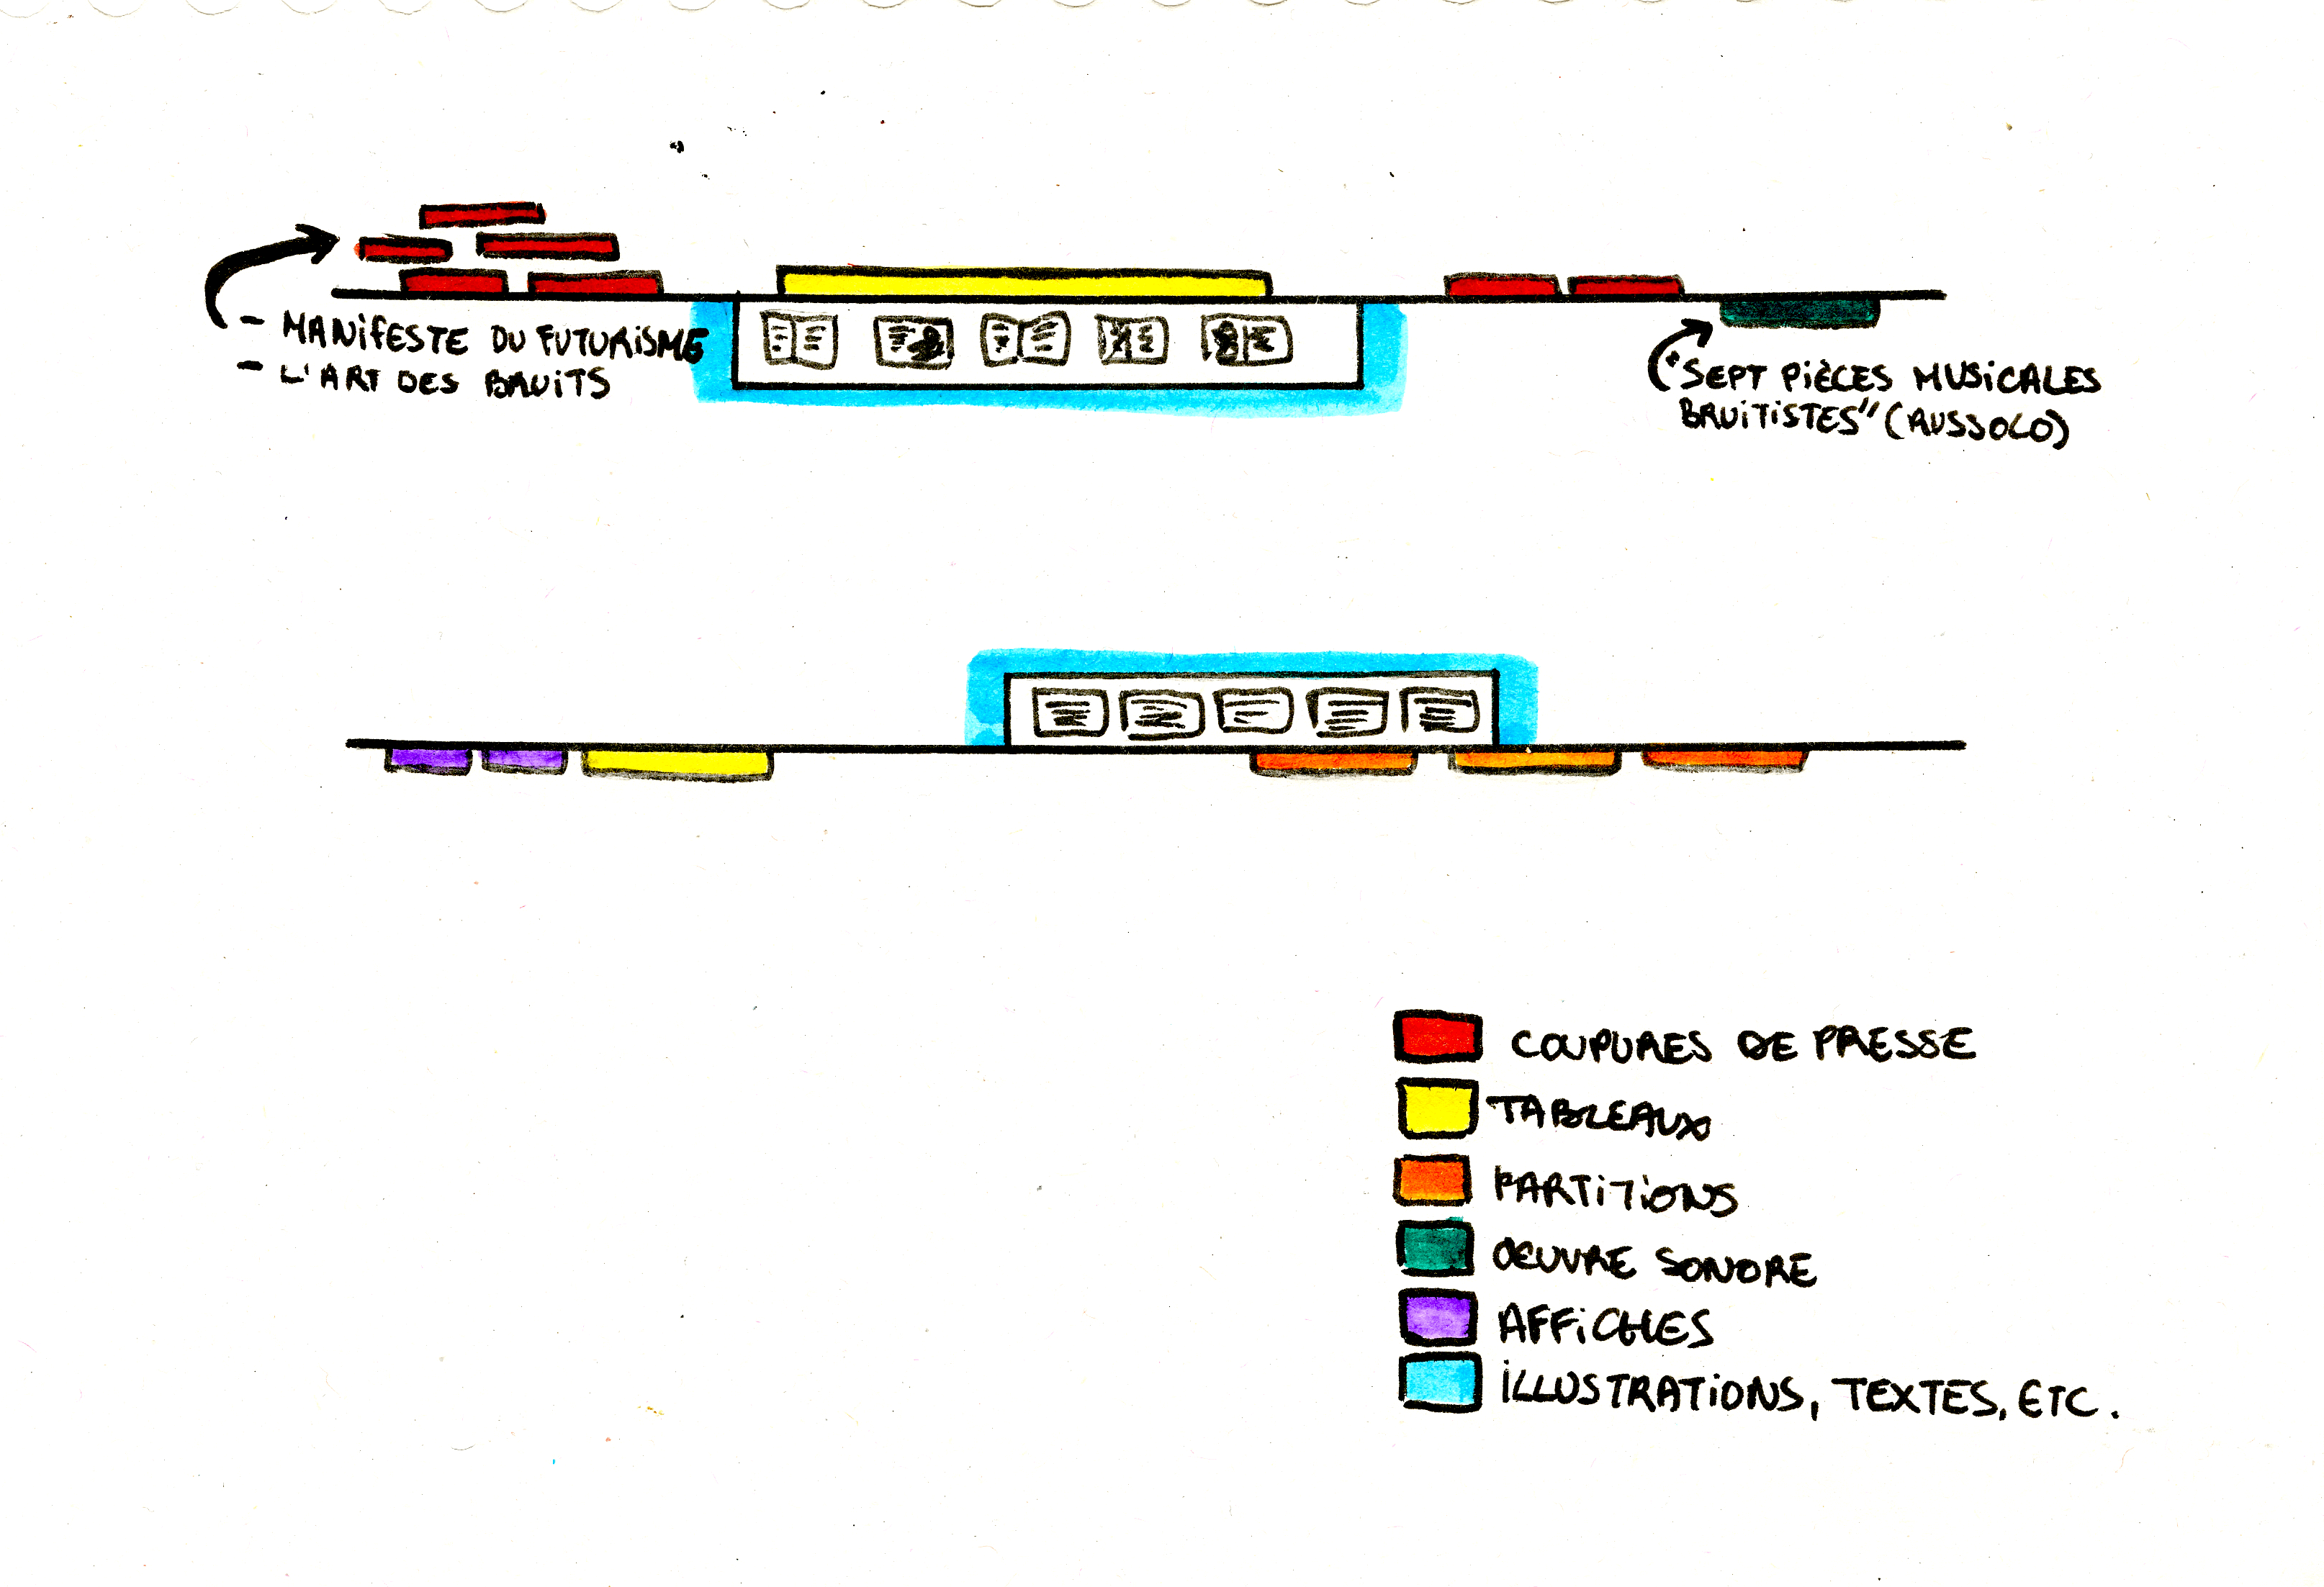 - MANiFESTE DU FUTURiSME
- L'ART DES BRUiTS
"SEPT PiÈCES MUSiCALES
BRUiTiSTES" (RUSSOLO)
COUPURES DE PRESSE
TABLEAUX
PARTiTiONS
OEUVRE SONORE
AFFiCHES
iLLUSTRATiONS, TEXTES, ETC.